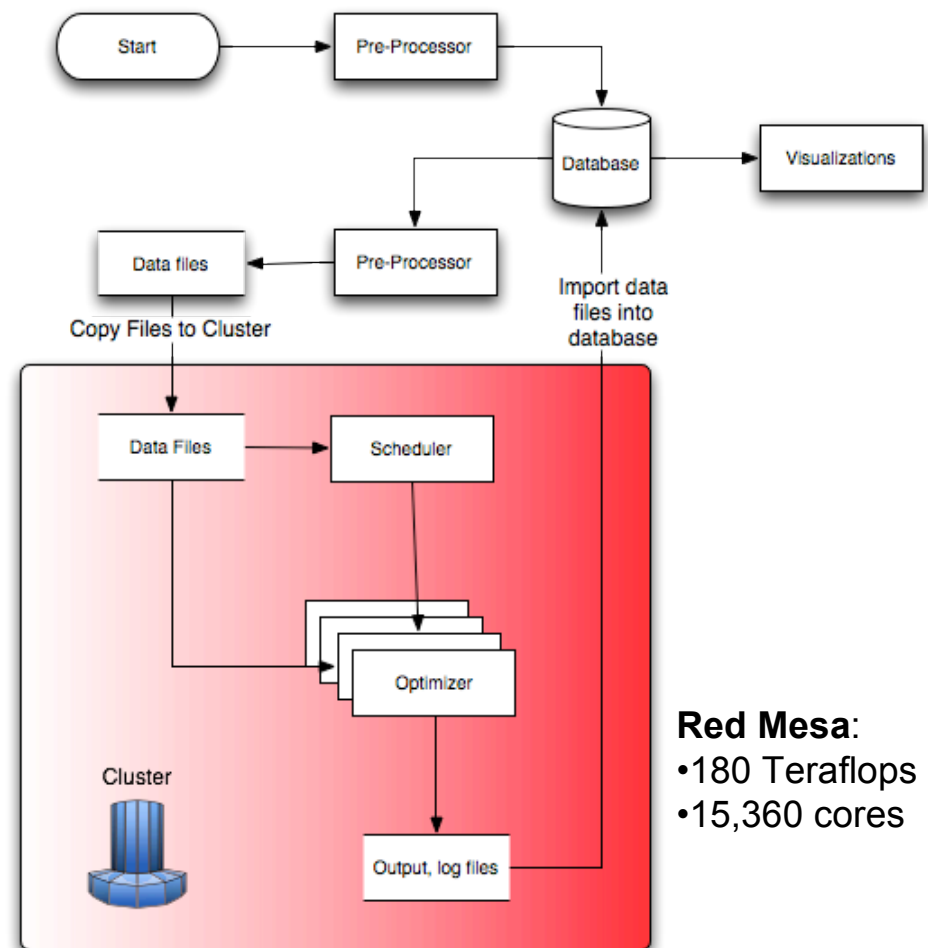 Start
Pre-Processor
Database
Visualizations
Data files
Pre-Processor
Import data
files into
database
Copy Files to Cluster
Data Files
Scheduler
Optimizer
Red Mesa:
•180 Teraflops
•15,360 cores
Cluster
Output, log files